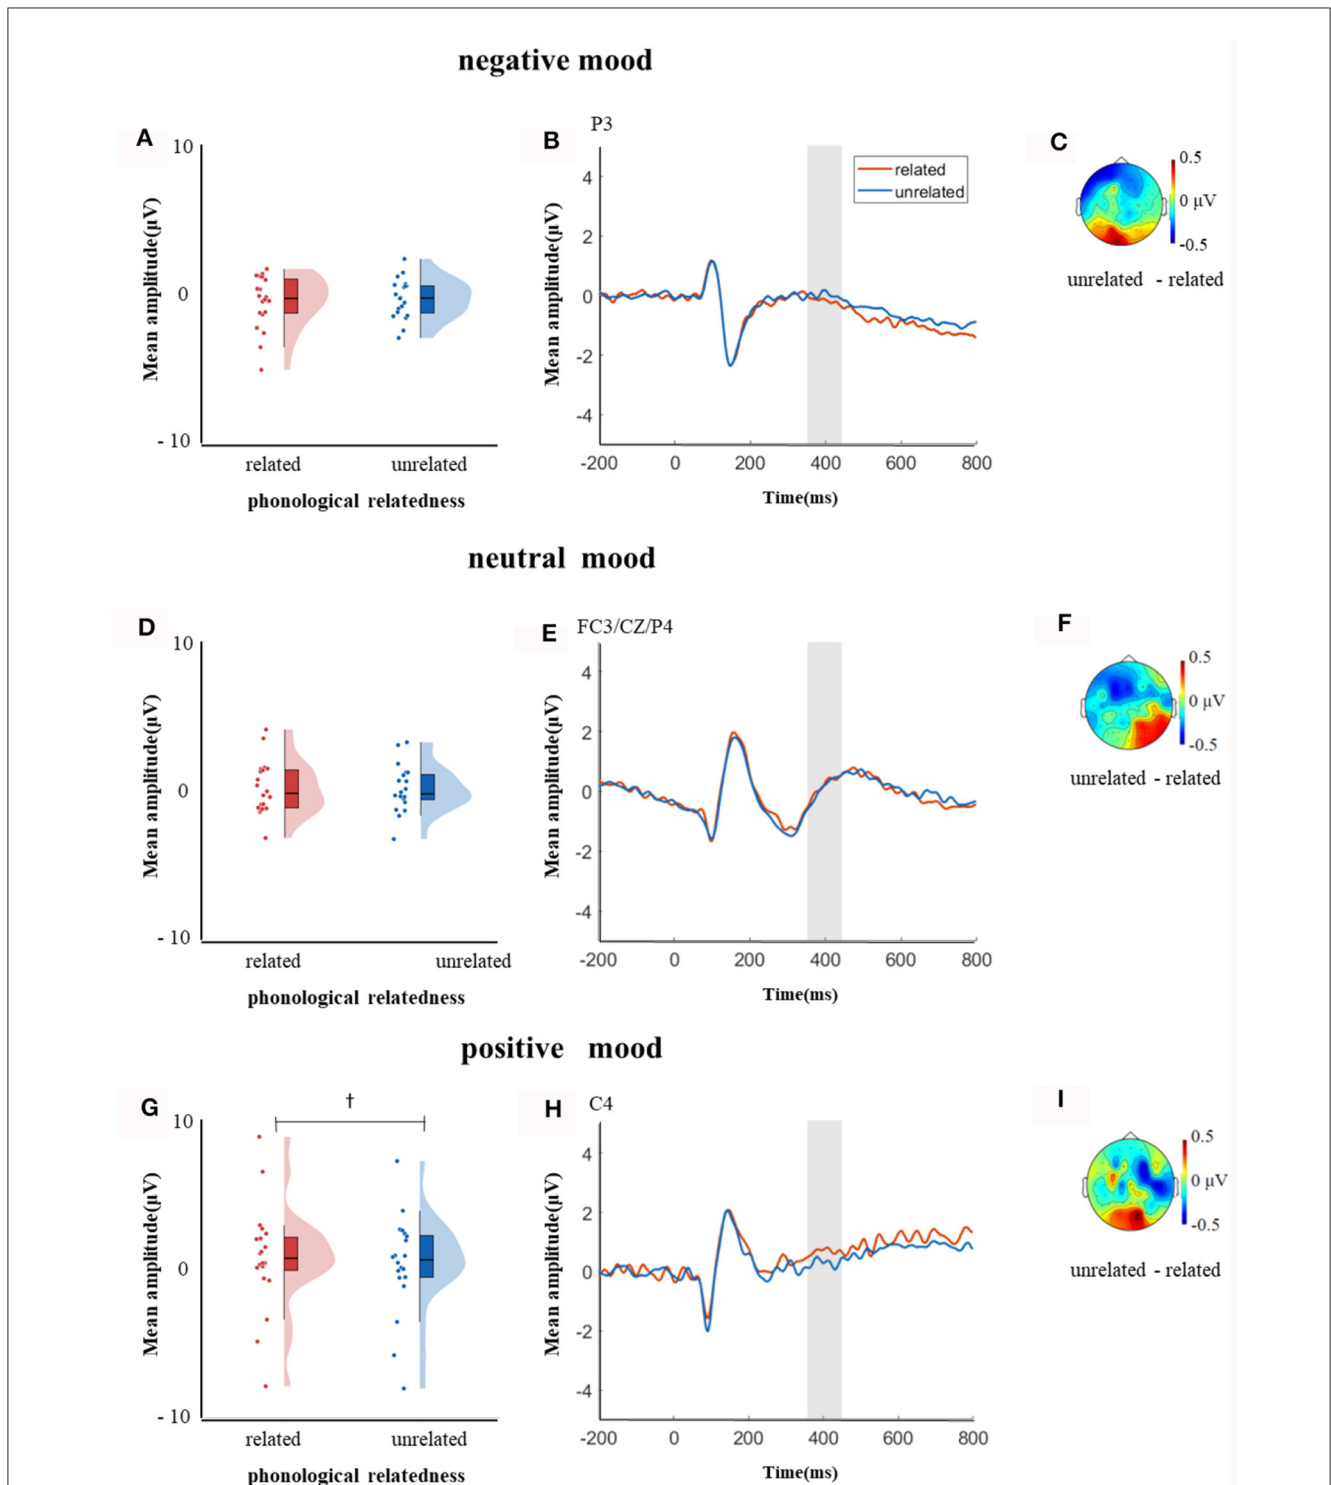 negative mood
A
10
0
- 10
Mean amplitude(μV)
related
unrelated
phonological relatedness
B
P3
4
2
0
-2
-4
Mean amplitude(μV)
related
unrelated
-200
0
200
400
600
800
Time(ms)
C
0.5
0 μV
-0.5
unrelated - related
neutral mood
D
10
0
- 10
Mean amplitude(μV)
related
unrelated
phonological relatedness
E
FC3/CZ/P4
4
2
0
-2
-4
Mean amplitude(μV)
-200
0
200
400
600
800
Time(ms)
F
0.5
0 μV
-0.5
unrelated - related
positive mood
G
†
10
0
- 10
Mean amplitude(μV)
related
unrelated
phonological relatedness
H
C4
4
2
0
-2
-4
Mean amplitude(μV)
-200
0
200
400
600
800
Time(ms)
I
0.5
0 μV
-0.5
unrelated - related